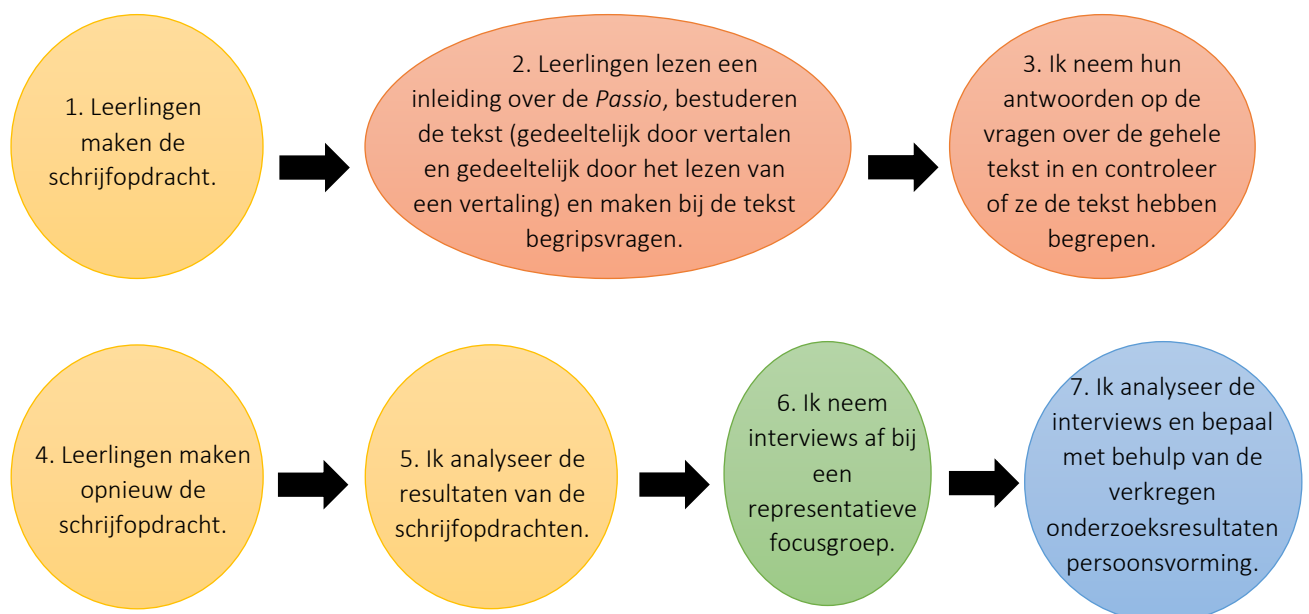 1. Leerlingen
maken de
schrijfopdracht.
2. Leerlingen lezen een
inleiding over de Passio, bestuderen
de tekst (gedeeltelijk door vertalen
en gedeeltelijk door het lezen van
een vertaling) en maken bij de tekst
begripsvragen.
3. Ik neem hun
antwoorden op de
vragen over de gehele
tekst in en controleer
of ze de tekst hebben
begrepen.
4. Leerlingen maken
opnieuw de
schrijfopdracht.
5. Ik analyseer de
resultaten van de
schrijfopdrachten.
6. Ik neem
interviews af bij
een
representatieve
focusgroep.
7. Ik analyseer de
interviews en bepaal
met behulp van de
verkregen
onderzoeksresultaten
persoonsvorming.